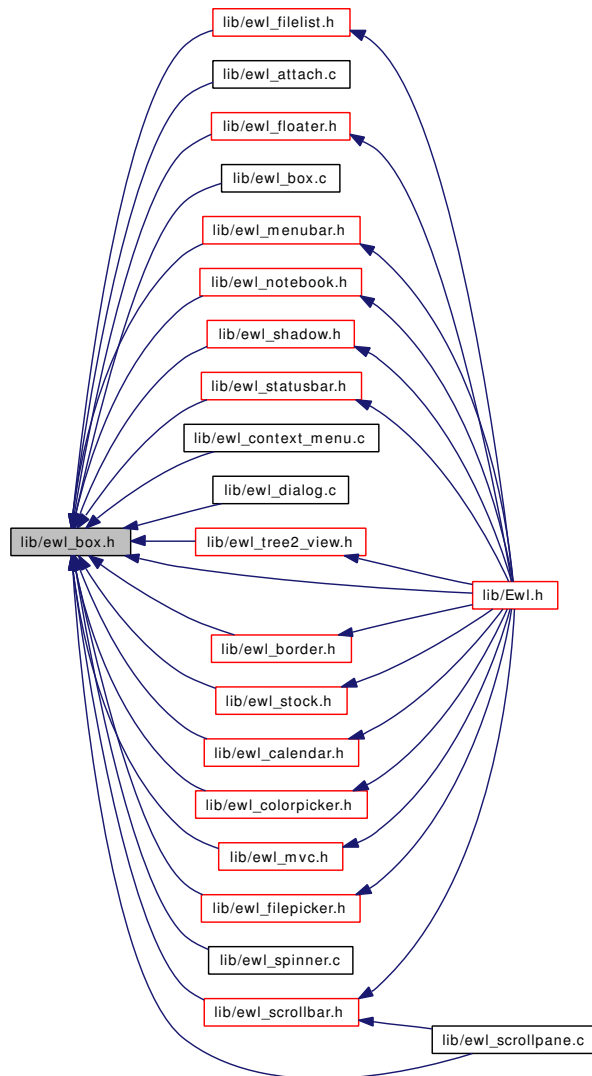 lib/ewl_filelist.h
lib/ewl_attach.c
lib/ewl_floater.h
lib/ewl_box.c
lib/ewl_menubar.h
lib/ewl_notebook.h
lib/ewl_shadow.h
lib/ewl_statusbar.h
lib/ewl_context_menu.c
lib/ewl_dialog.c
lib/ewl_box.h
lib/ewl_tree2_view.h
lib/Ewl.h
lib/ewl_border.h
lib/ewl_stock.h
lib/ewl_calendar.h
lib/ewl_colorpicker.h
lib/ewl_mvc.h
lib/ewl_filepicker.h
lib/ewl_spinner.c
lib/ewl_scrollbar.h
lib/ewl_scrollpane.c